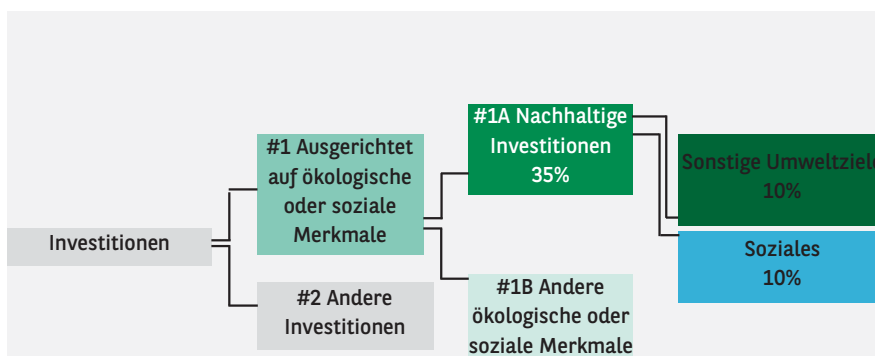 Investitionen
#1 Ausgerichtet
auf ökologische
oder soziale
Merkmale
#2 Andere
Investitionen
#1A Nachhaltige
Investitionen
35%
#1B Andere
ökologische oder
soziale Merkmale
Sonstige Umweltziele
10%
Soziales
10%